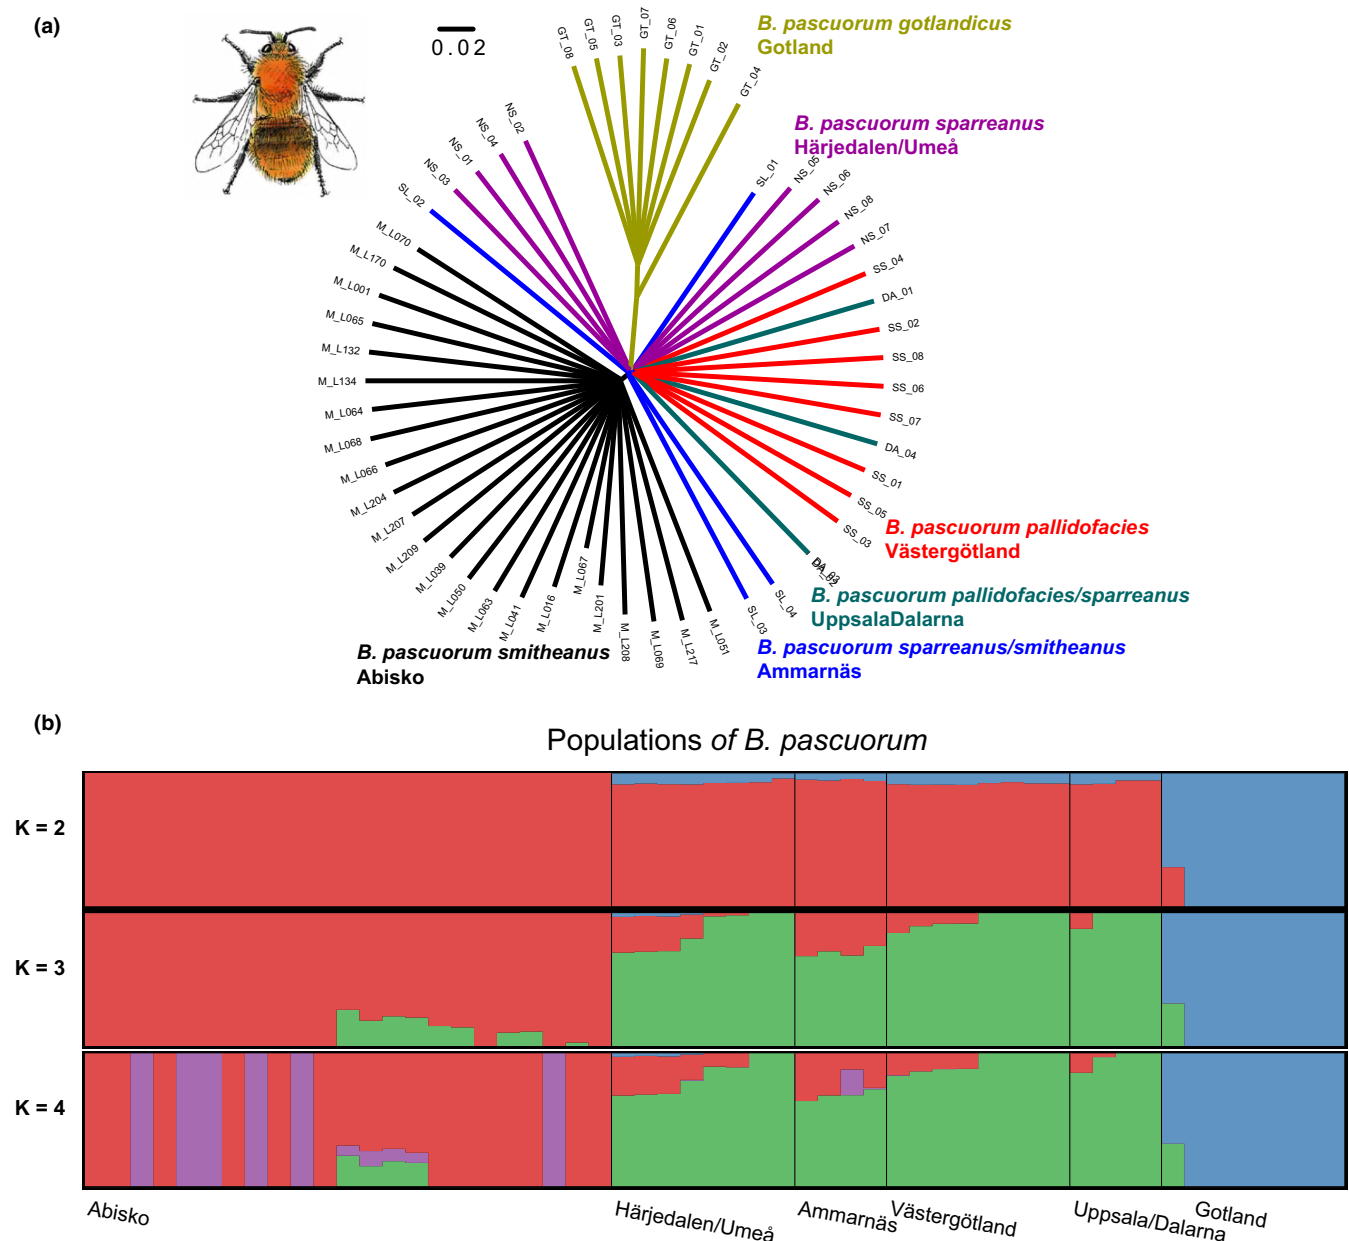 (a)
0.02
B. pascuorum gotlandicus
Gotland
GT_08
GT_05
GT_03
GT_07
GT_06
GT_01
GT_02
GT_04
B. pascuorum sparreanus
Härjedalen/Umeå
NS_02
NS_04
NS_01
NS_03
SL_02
SL_01
NS_05
NS_06
NS_08
NS_07
SS_04
DA_01
SS_02
SS_08
SS_06
SS_07
DA_04
SS_01
SS_05
SS_03
B. pascuorum pallidofacies
Västergötland
DA_03
DA_02
B. pascuorum pallidofacies/sparreanus
UppsalaDalarna
SL_04
SL_03
B. pascuorum sparreanus/smitheanus
Ammarnäs
M_L070
M_L170
M_L001
M_L065
M_L132
M_L134
M_L064
M_L068
M_L066
M_L204
M_L207
M_L209
M_L039
M_L050
M_L063
M_L041
M_L016
M_L067
M_L201
M_L208
M_L069
M_L217
M_L051
B. pascuorum smitheanus
Abisko
(b)
Populations of B. pascuorum
K = 2
K = 3
K = 4
Abisko
Härjedalen/Umeå
Ammarnäs
Västergötland
Uppsala/Dalarna
Gotland